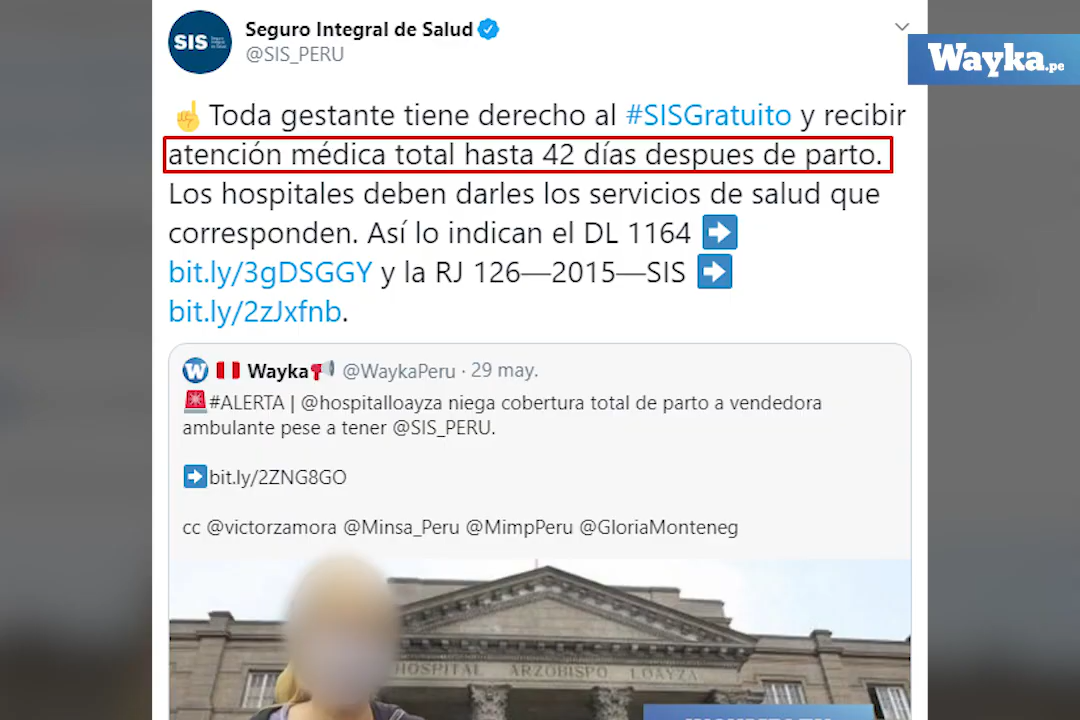 Seguro Integral de Salud
@SIS_PERU
SIS
Wayka.pe
Toda gestante tiene derecho al #SISGratuito y recibir
atención médica total hasta 42 días despues de parto.
Los hospitales deben darles los servicios de salud que
corresponden. Así lo indican el DL 1164
bit.ly/3gDSGGY y la RJ 126—2015—SIS
bit.ly/2zJxfnb.
Wayka @WaykaPeru · 29 may.
#ALERTA | @hospitalloayza niega cobertura total de parto a vendedora
ambulante pese a tener @SIS_PERU.
bit.ly/2ZNG8GO
cc @victorzamora @Minsa_Peru @MimpPeru @GloriaMonteneg
HOSPITAL ARZOBISPO LOAYZA